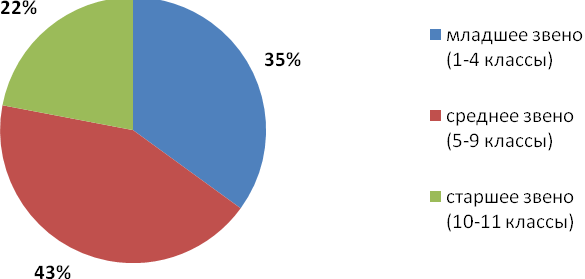 22%
35%
43%
младшее звено
(1-4 классы)
среднее звено
(5-9 классы)
старшее звено
(10-11 классы)